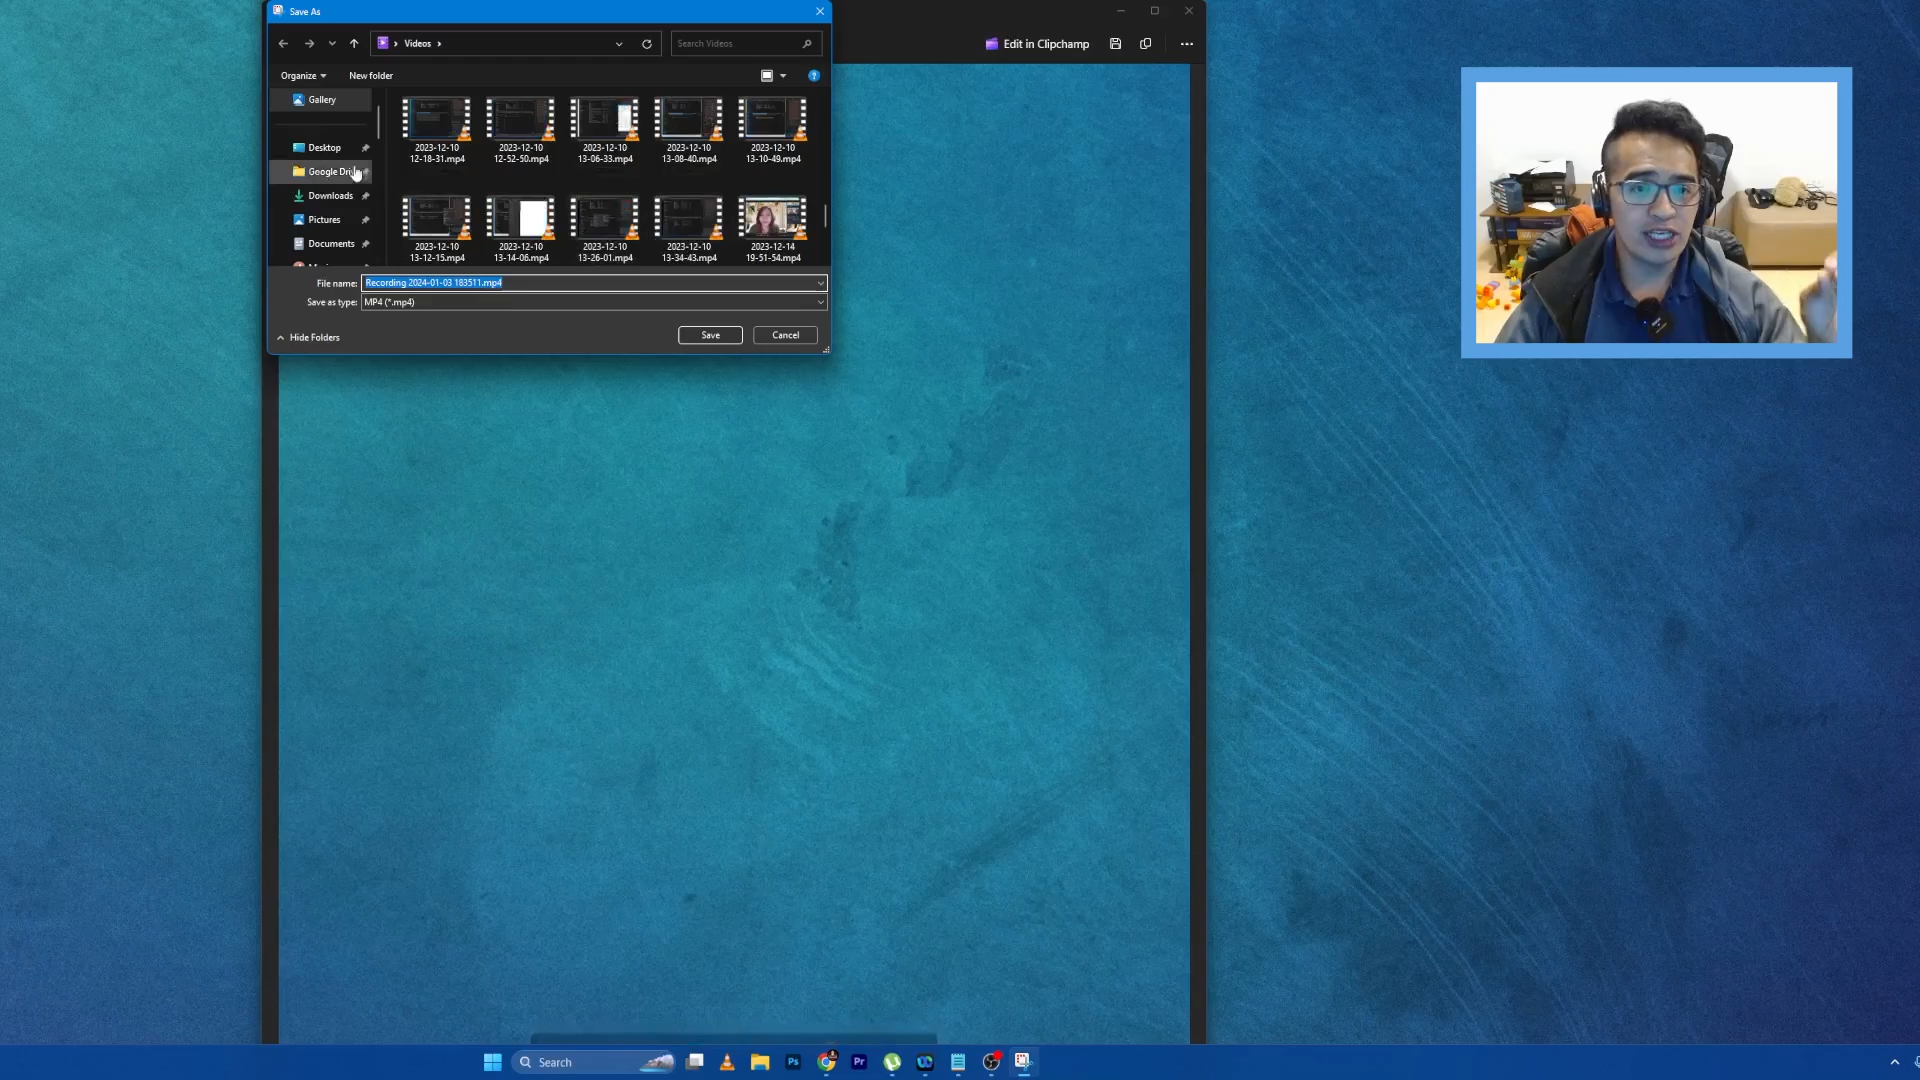 Save As
Videos
Search Videos
Edit in Clipchamp
Organize
New folder
Gallery
Desktop
Google Dri
Downloads
Pictures
Documents
2023-12-10
12-18-31.mp4
2023-12-10
12-52-50.mp4
2023-12-10
13-06-33.mp4
2023-12-10
13-08-40.mp4
2023-12-10
13-10-49.mp4
2023-12-10
13-12-15.mp4
2023-12-10
13-14-06.mp4
2023-12-10
13-26-01.mp4
2023-12-10
13-34-43.mp4
2023-12-14
19-51-54.mp4
File name: Recording 2024-01-03 183511.mp4
Save as type: MP4 (*.mp4)
Hide Folders
Save
Cancel
Search
Ps
Pr